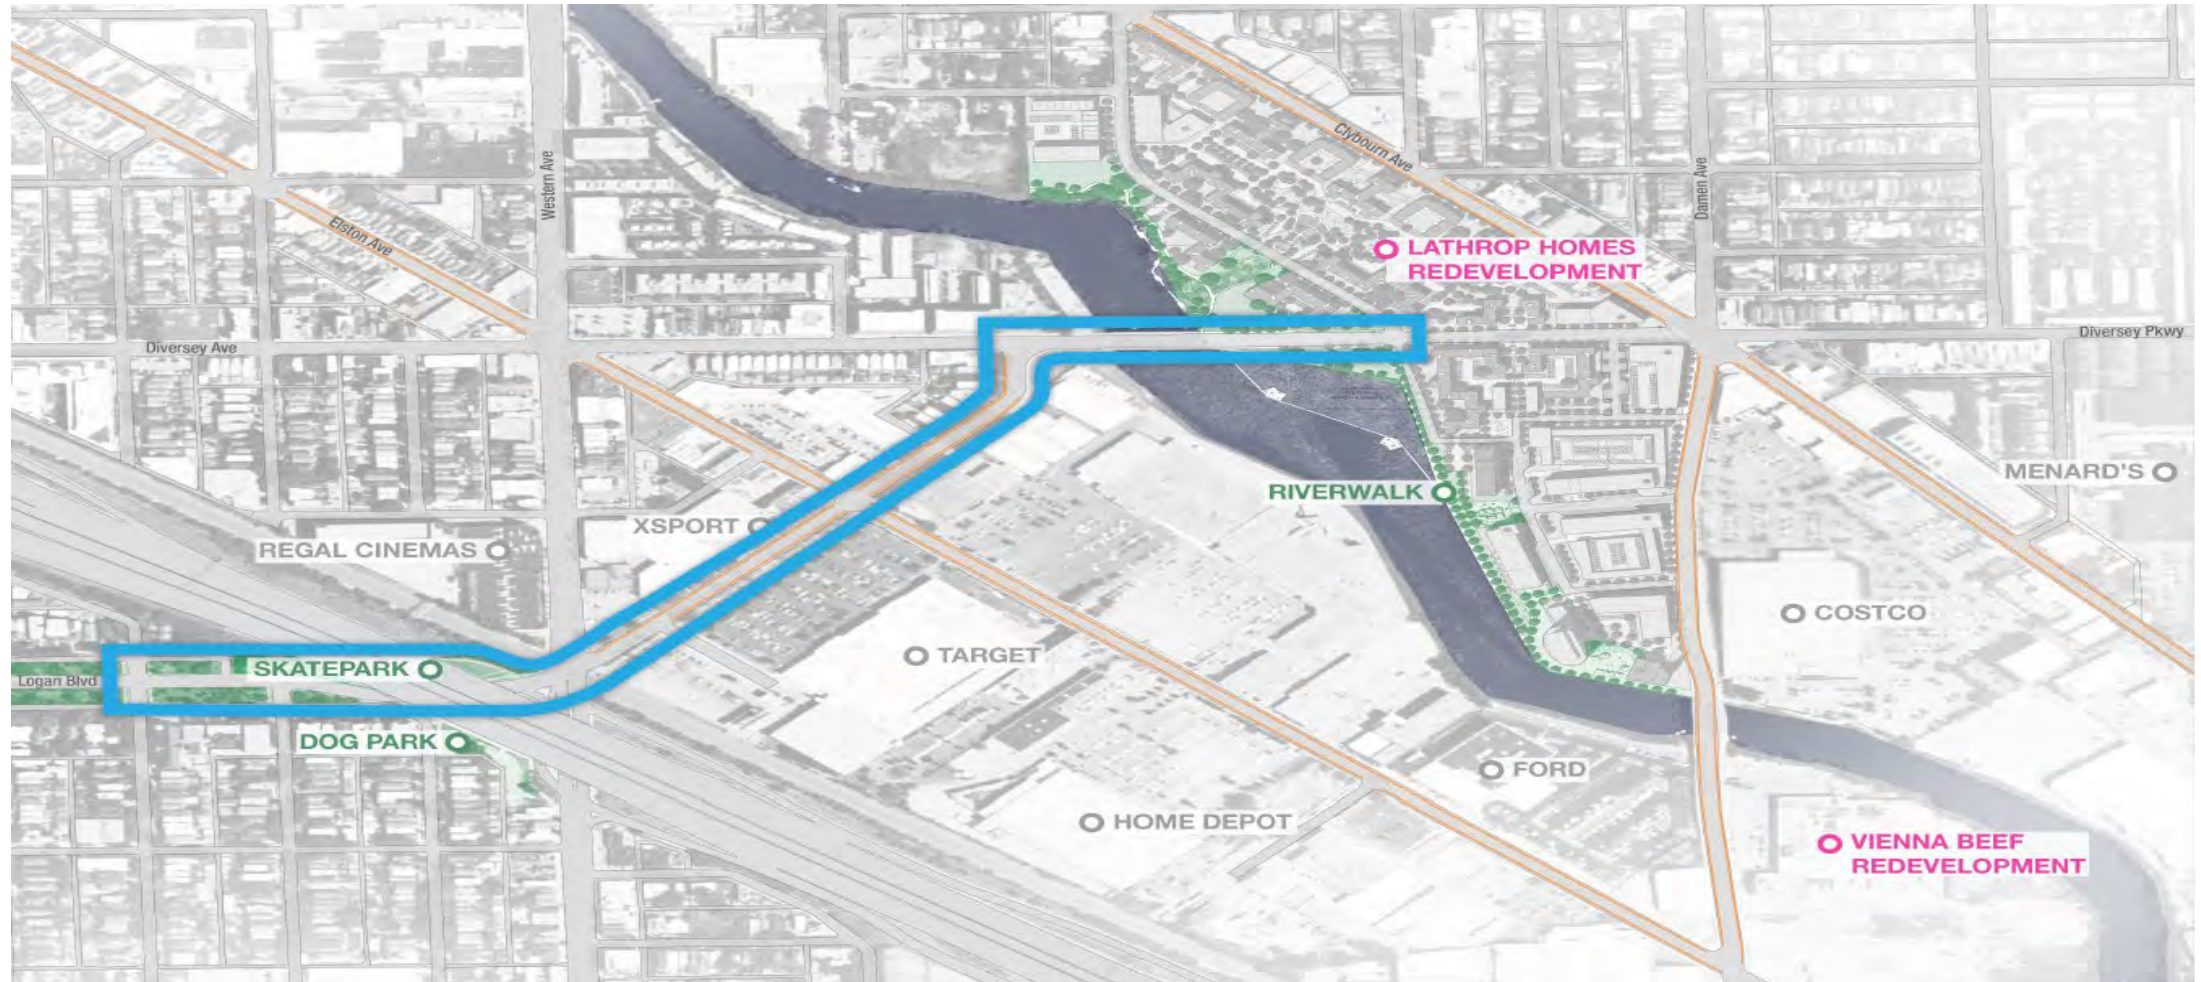 Clybourn Ave
Western Ave
Damen Ave
Elston Ave
LATHROP HOMES
REDEVELOPMENT
Diversey Ave
Diversey Pkwy
MENARD'S
RIVERWALK
XSPORT
REGAL CINEMAS
COSTCO
TARGET
SKATEPARK
Logan Blvd
DOG PARK
FORD
HOME DEPOT
VIENNA BEEF
REDEVELOPMENT